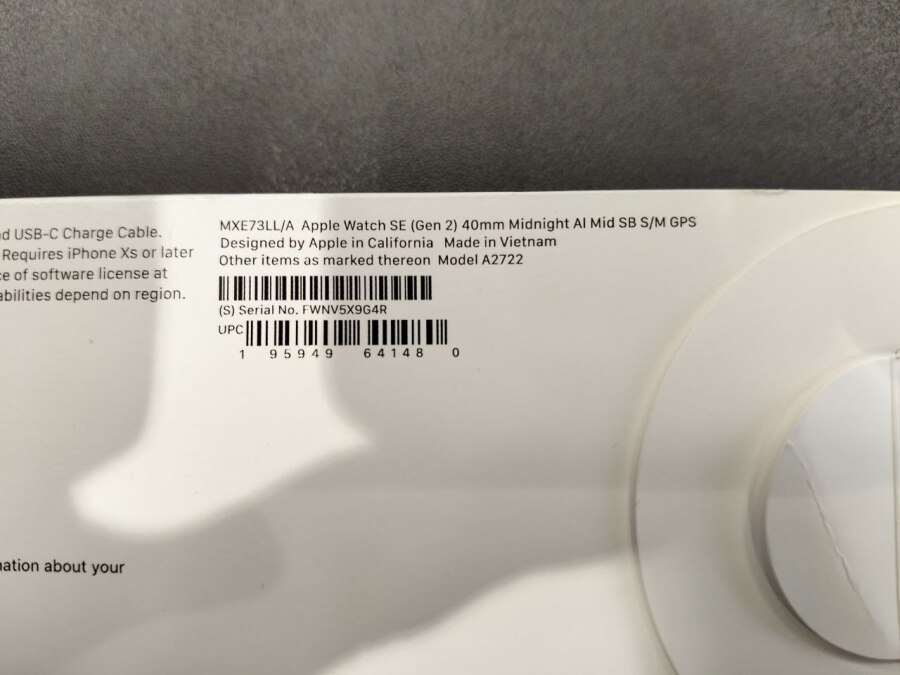 nd USB-C Charge Cable.
Requires iPhone Xs or later
ce of software license at
abilities depend on region.
MXE73LL/A Apple Watch SE (Gen 2) 40mm Midnight Al Mid SB S/M GPS
Designed by Apple in California Made in Vietnam
Other items as marked thereon Model A2722
(S) Serial No. FWNV5X9G4R
UPC
1 95949 64148 0
nation about your